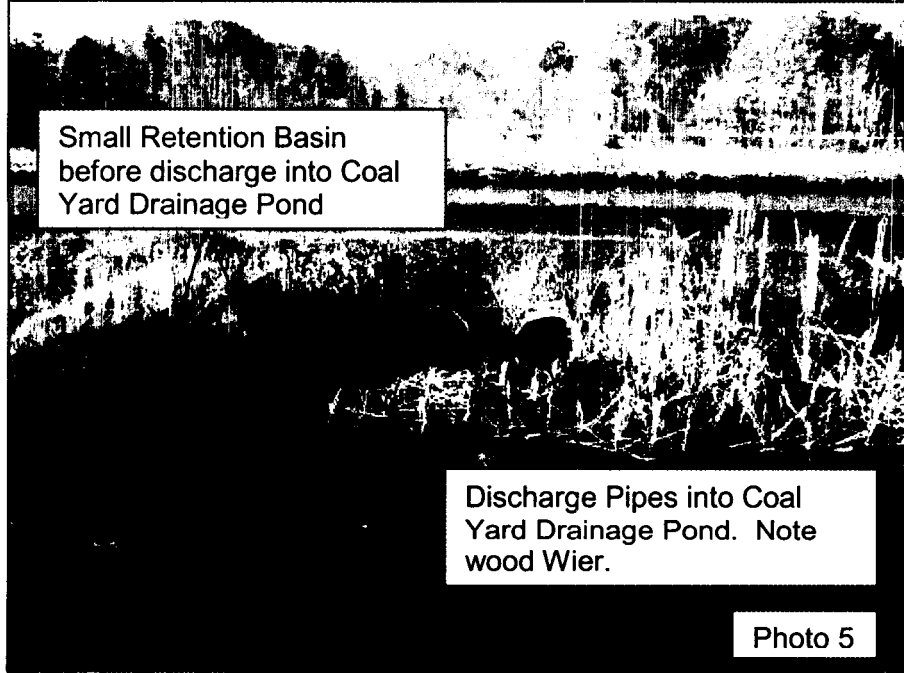 Small Retention Basin
before discharge into Coal
Yard Drainage Pond
Discharge Pipes into Coal
Yard Drainage Pond. Note
wood Wier.
Photo 5